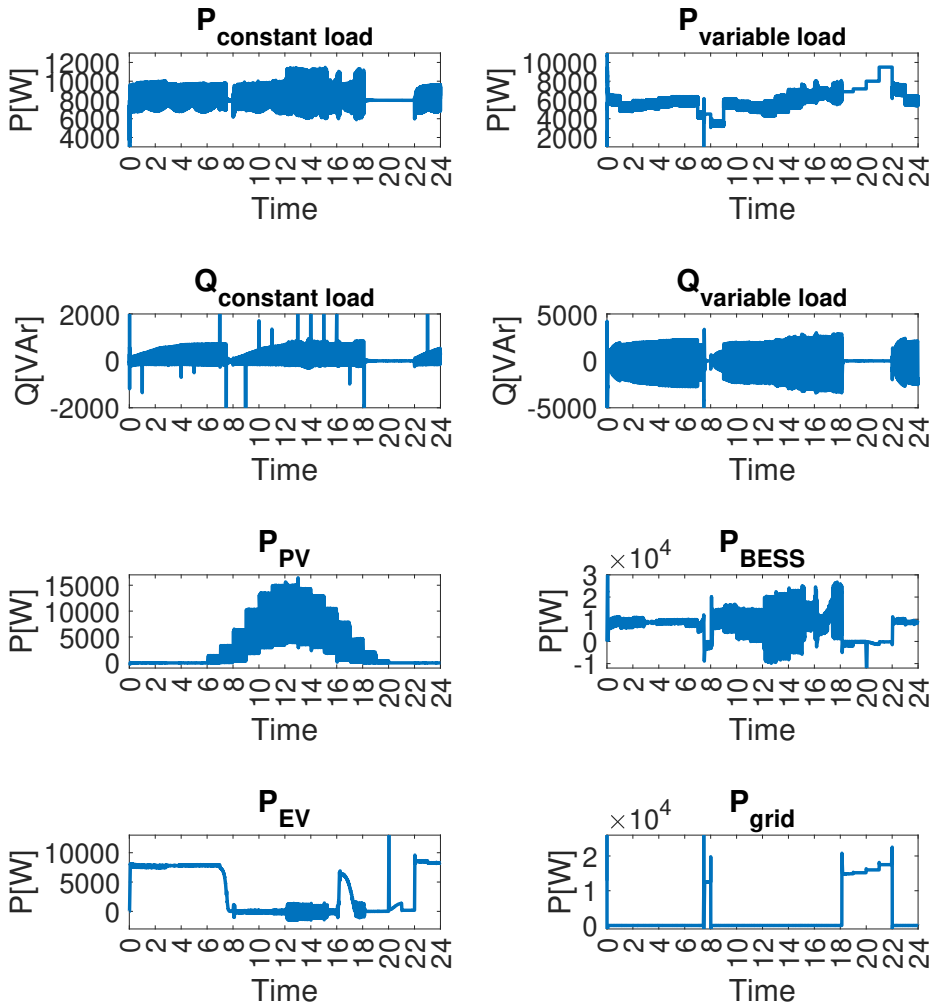 P constant load
12000
10000
8000
6000
4000
P[W]
0 2 4 6 8 10 12 14 16 18 20 22 24
Time
P variable load
10000
8000
6000
4000
2000
P[W]
0 2 4 6 8 10 12 14 16 18 20 22 24
Time
Q constant load
2000
0
-2000
Q[VAr]
0 2 4 6 8 10 12 14 16 18 20 22 24
Time
Q variable load
5000
0
-5000
Q[VAr]
0 2 4 6 8 10 12 14 16 18 20 22 24
Time
P PV
15000
10000
5000
0
P[W]
0 2 4 6 8 10 12 14 16 18 20 22 24
Time
P BESS
×10^4
3
2
1
0
-1
P[W]
0 2 4 6 8 10 12 14 16 18 20 22 24
Time
P EV
10000
5000
0
P[W]
0 2 4 6 8 10 12 14 16 18 20 22 24
Time
P grid
×10^4
2
1
0
P[W]
0 2 4 6 8 10 12 14 16 18 20 22 24
Time